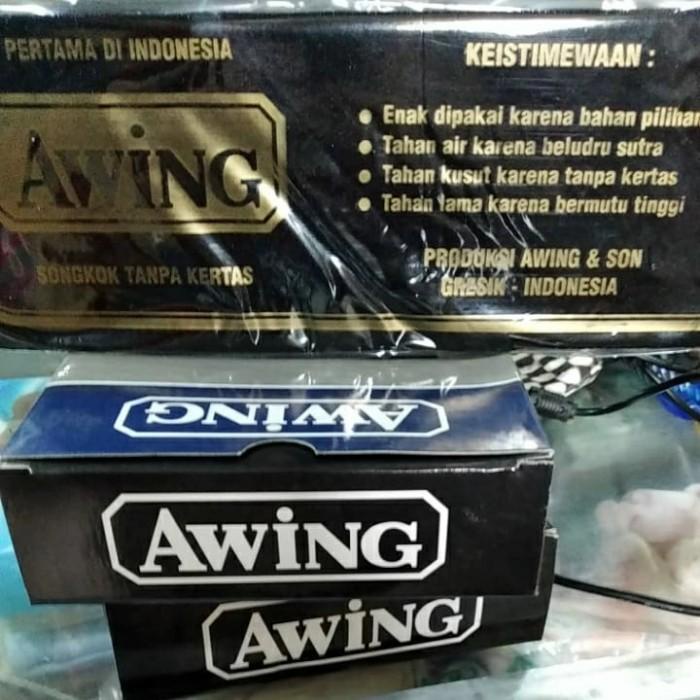 PERTAMA DI INDONESIA
AWiNG
SONGKOK TANPA KERTAS
KEISTIMEWAAN :
● Enak dipakai karena bahan pilihan
● Tahan air karena beludru sutra
● Tahan kusut karena tanpa kertas
● Tahan lama karena bermutu tinggi
PRODUKSI AWING & SON
GRESIK - INDONESIA
AWiNG
AWiNG
AWiNG